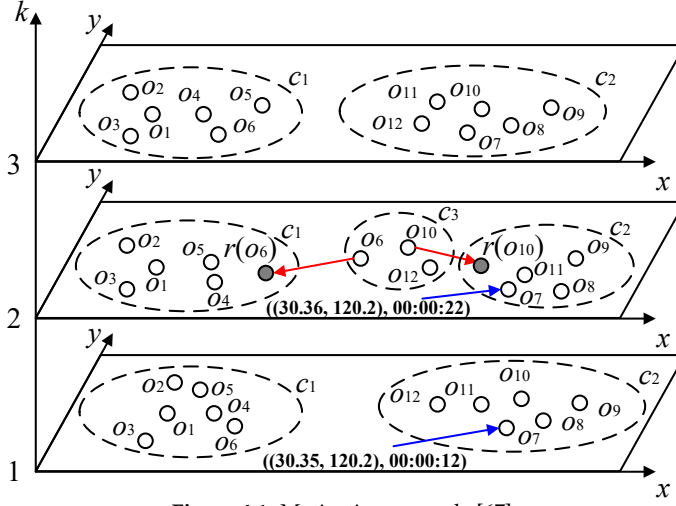 k
y
o2 o4 o5 c1
o3 o1 o6
o11 o10 c2
o12 o7 o8 o9
3
x
y
o2 o5 r(o6) c1
o3 o1 o4
o6 o10 c3
o12
r(o10) c2
o11 o9
o7 o8
((30.36, 120.2), 00:00:22)
2
x
y
o2 o5 c1
o3 o1 o4
o6
o12 o11 o10 c2
o7 o8 o9
((30.35, 120.2), 00:00:12)
1
x